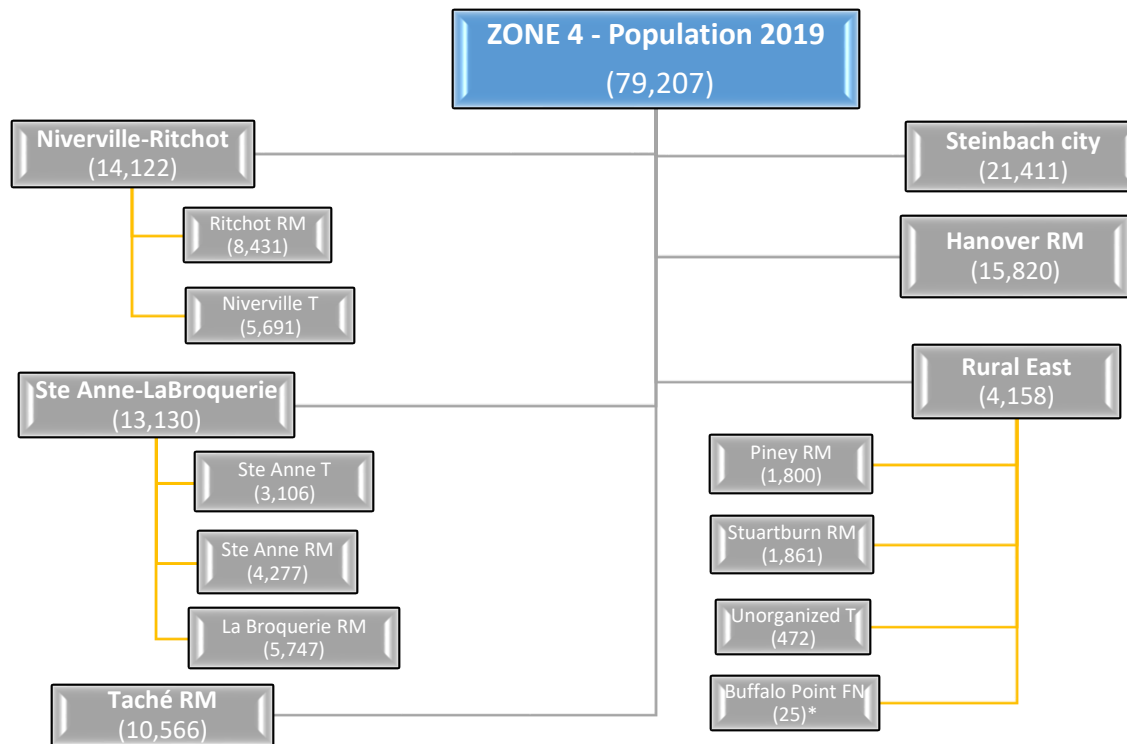 ZONE 4 - Population 2019
(79,207)
Niverville-Ritchot
(14,122)
Ritchot RM
(8,431)
Niverville T
(5,691)
Ste Anne-LaBroquerie
(13,130)
Ste Anne T
(3,106)
Ste Anne RM
(4,277)
La Broquerie RM
(5,747)
Taché RM
(10,566)
Steinbach city
(21,411)
Hanover RM
(15,820)
Rural East
(4,158)
Piney RM
(1,800)
Stuartburn RM
(1,861)
Unorganized T
(472)
Buffalo Point FN
(25)*